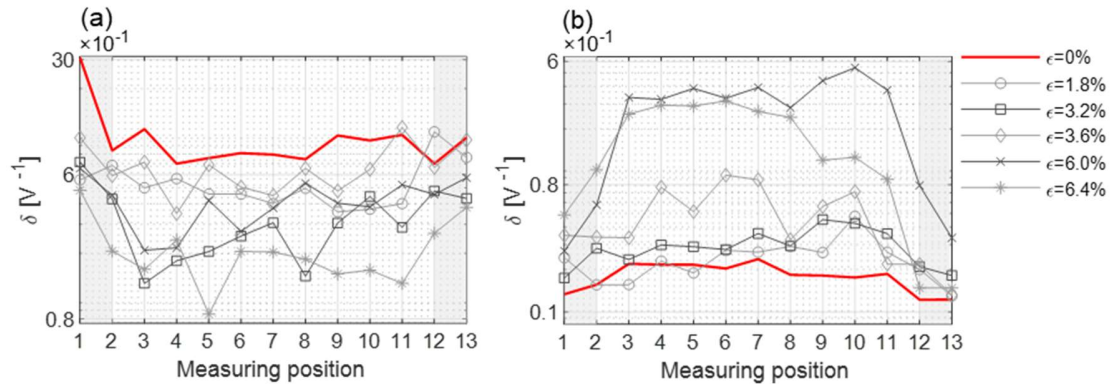 (a)
×10⁻¹
30
6
0.8
δ [V⁻¹]
1 2 3 4 5 6 7 8 9 10 11 12 13
Measuring position
(b)
×10⁻¹
6
0.8
0.1
δ [V⁻¹]
1 2 3 4 5 6 7 8 9 10 11 12 13
Measuring position
ϵ=0%
ϵ=1.8%
ϵ=3.2%
ϵ=3.6%
ϵ=6.0%
ϵ=6.4%